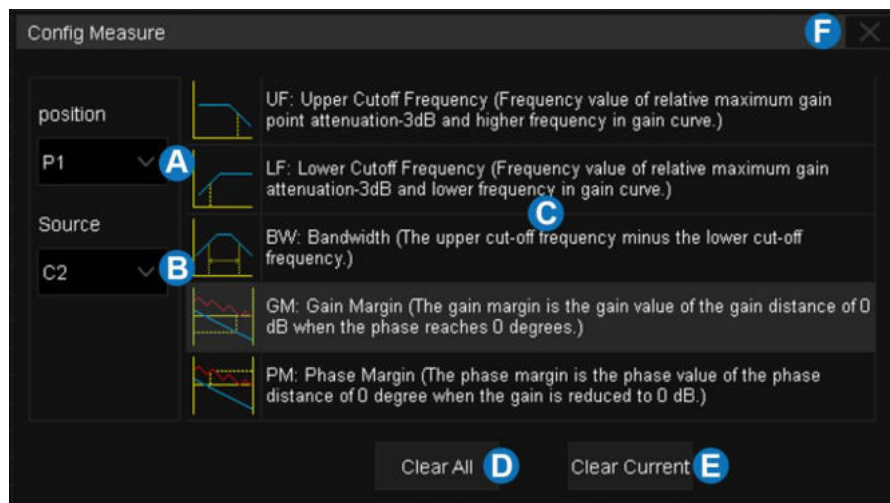 Config Measure F
position
P1 A
Source
C2 B
UF: Upper Cutoff Frequency (Frequency value of relative maximum gain
point attenuation-3dB and higher frequency in gain curve.)
LF: Lower Cutoff Frequency (Frequency value of relative maximum gain
attenuation-3dB and lower frequency in gain curve.)
C
BW: Bandwidth (The upper cut-off frequency minus the lower cut-off
frequency.)
GM: Gain Margin (The gain margin is the gain value of the gain distance of 0
dB when the phase reaches 0 degrees.)
PM: Phase Margin (The phase margin is the phase value of the phase
distance of 0 degree when the gain is reduced to 0 dB.)
Clear All D Clear Current E